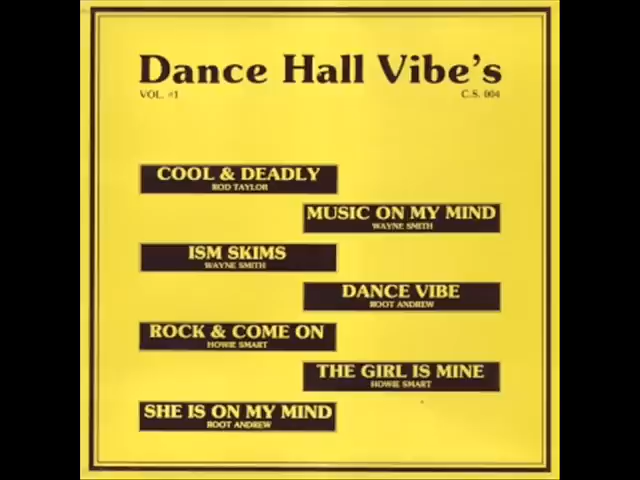 Dance Hall Vibe's
VOL. #1 C.S. 004
COOL & DEADLY
ROD TAYLOR
MUSIC ON MY MIND
WAYNE SMITH
ISM SKIMS
WAYNE SMITH
DANCE VIBE
ROOT ANDREW
ROCK & COME ON
HOWIE SMART
THE GIRL IS MINE
HOWIE SMART
SHE IS ON MY MIND
ROOT ANDREW